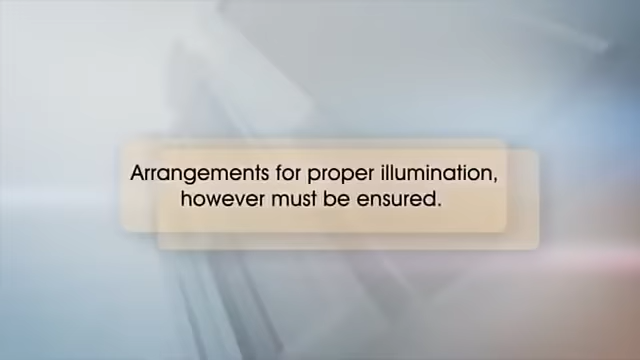 Arrangements for proper illumination,
however must be ensured.